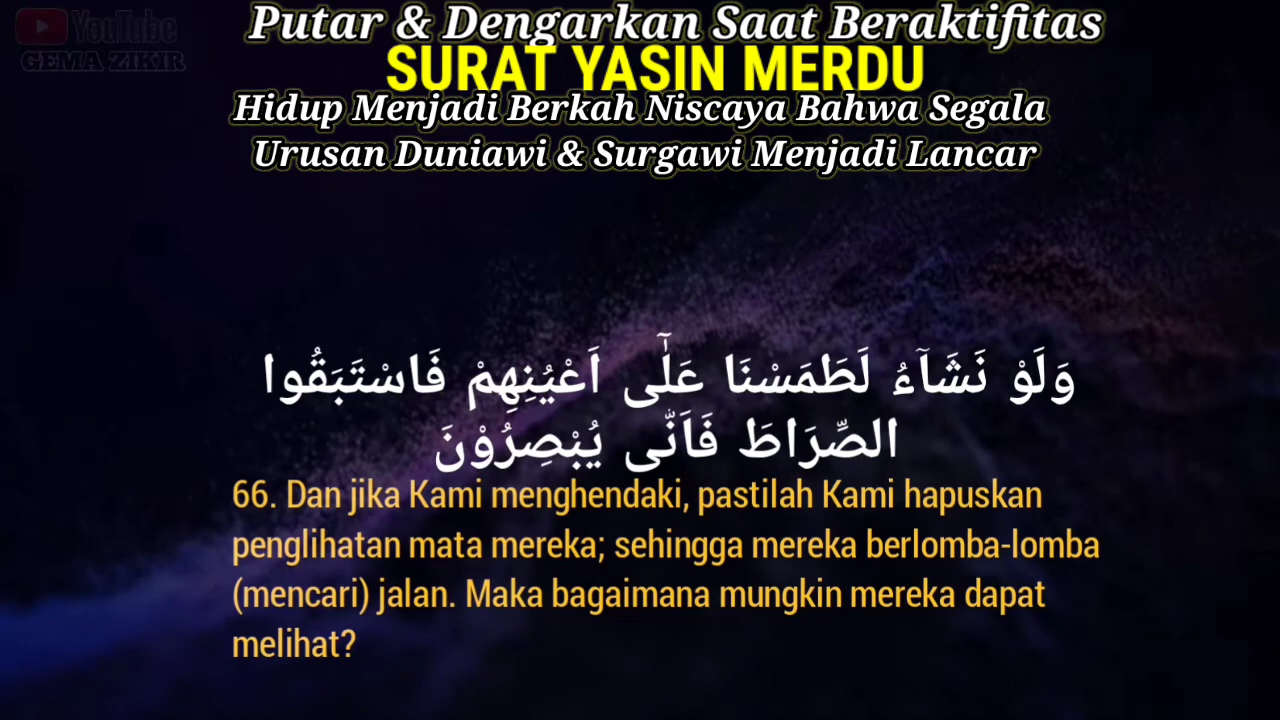 YouTube
GEMA ZIKIR
Putar & Dengarkan Saat Beraktifitas
SURAT YASIN MERDU
Hidup Menjadi Berkah Niscaya Bahwa Segala
Urusan Duniawi & Surgawi Menjadi Lancar
وَلَوْ نَشَاۤءُ لَطَمَسْنَا عَلٰٓى اَعْيُنِهِمْ فَاسْتَبَقُوا
الصِّرَاطَ فَاَنّٰى يُبْصِرُوْنَ
66. Dan jika Kami menghendaki, pastilah Kami hapuskan
penglihatan mata mereka; sehingga mereka berlomba-lomba
(mencari) jalan. Maka bagaimana mungkin mereka dapat
melihat?